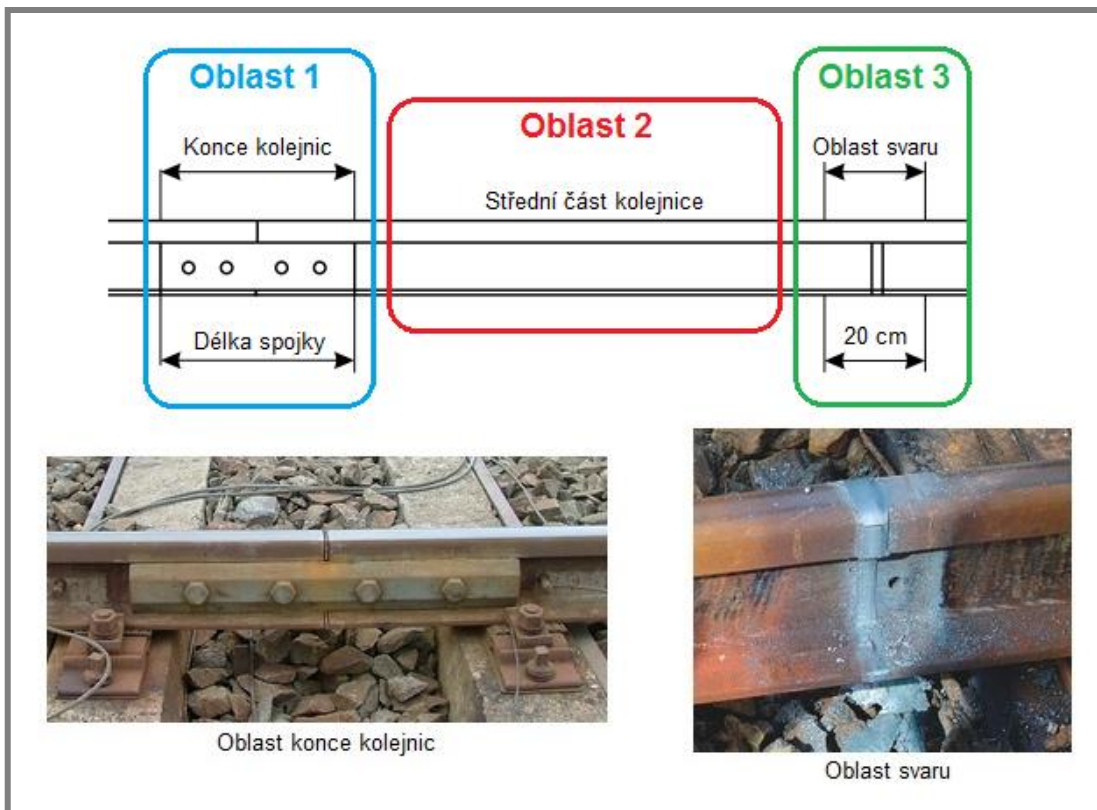 Oblast 1
Oblast 2
Oblast 3
Konce kolejnic
Střední část kolejnice
Oblast svaru
Délka spojky
20 cm
Oblast konce kolejnic
Oblast svaru